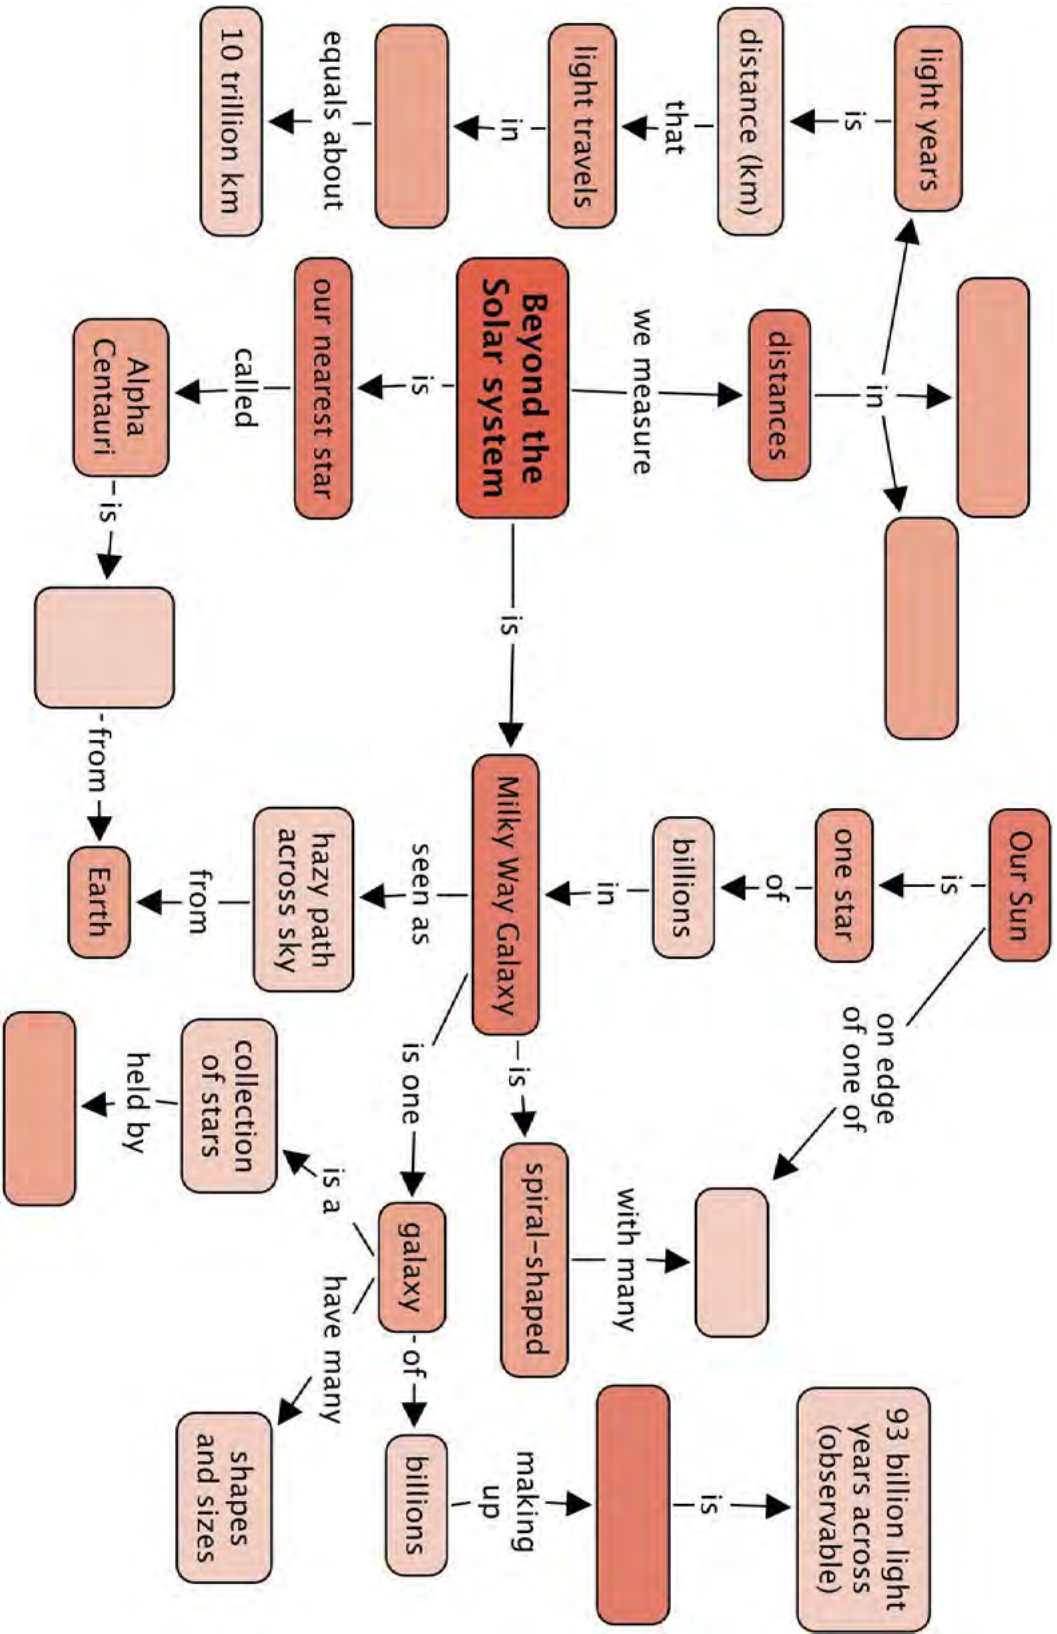 light years
is
distance (km)
that
light travels
in
equals about
10 trillion km
in
distances
we measure
Beyond the
Solar system
is
our nearest star
called
Alpha
Centauri
is
from
Earth
is
Milky Way Galaxy
seen as
hazy path
across sky
from
Our Sun
is
one star
of
billions
in
on edge
of one of
is
spiral-shaped
with many
is one
galaxy
is a
collection
of stars
held by
have many
shapes
and sizes
of
billions
making
up
is
93 billion light
years across
(observable)